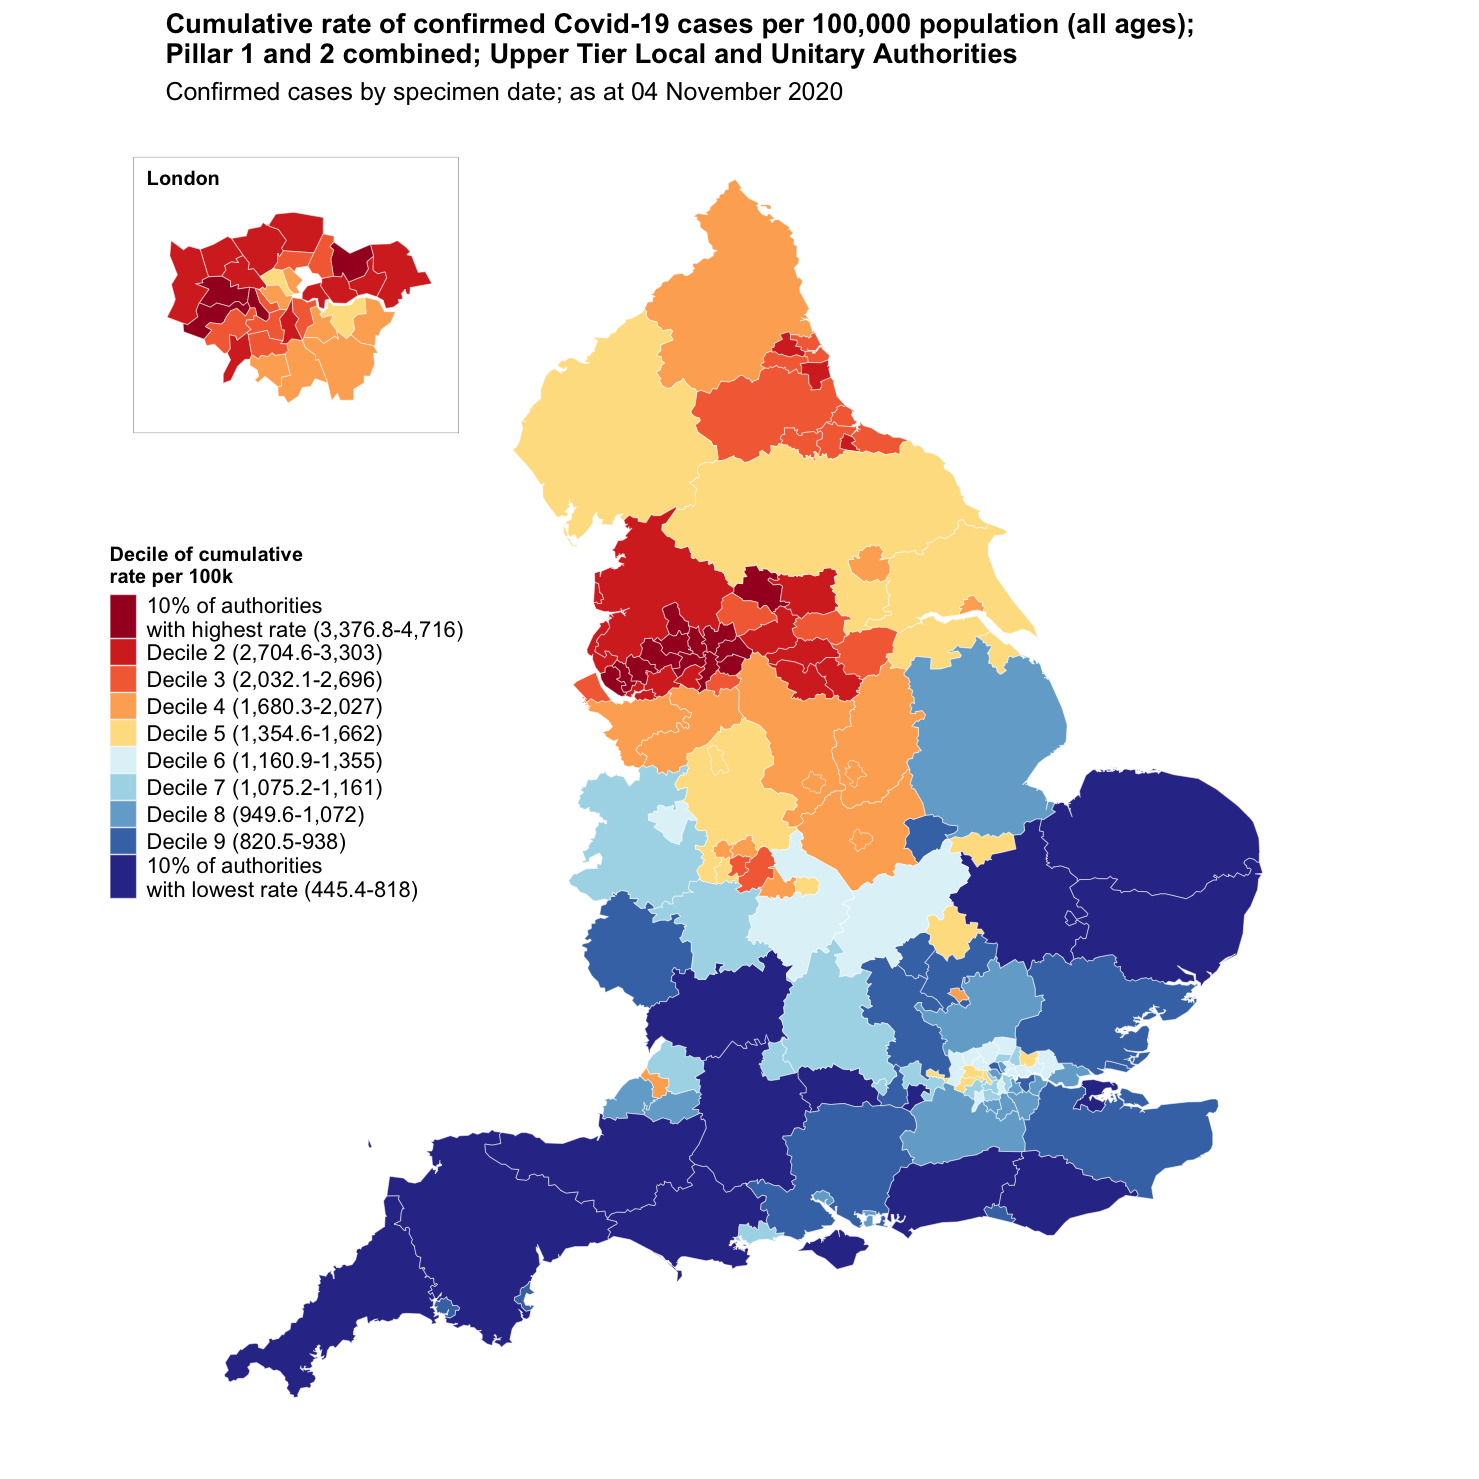 Cumulative rate of confirmed Covid-19 cases per 100,000 population (all ages);
Pillar 1 and 2 combined; Upper Tier Local and Unitary Authorities
Confirmed cases by specimen date; as at 04 November 2020
London
Decile of cumulative
rate per 100k
10% of authorities
with highest rate (3,376.8-4,716)
Decile 2 (2,704.6-3,303)
Decile 3 (2,032.1-2,696)
Decile 4 (1,680.3-2,027)
Decile 5 (1,354.6-1,662)
Decile 6 (1,160.9-1,355)
Decile 7 (1,075.2-1,161)
Decile 8 (949.6-1,072)
Decile 9 (820.5-938)
10% of authorities
with lowest rate (445.4-818)